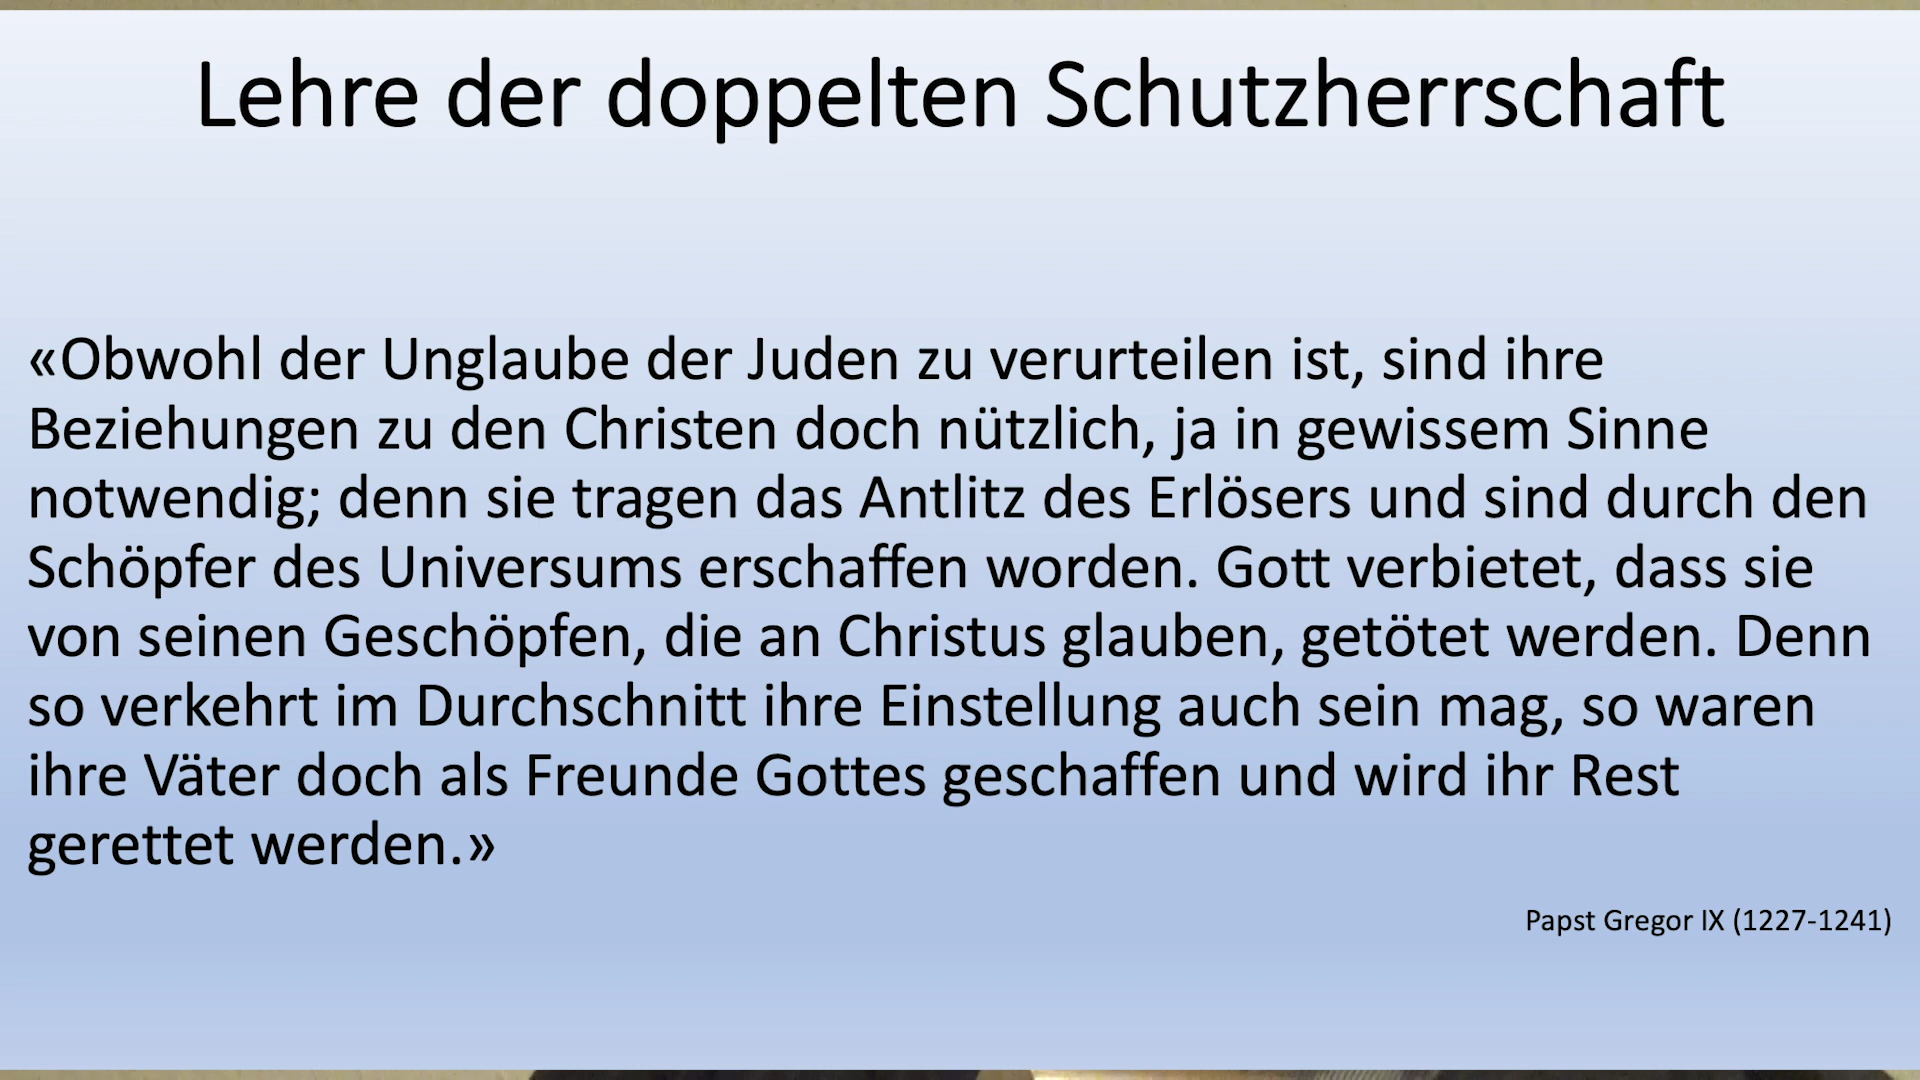 Lehre der doppelten Schutzherrschaft
«Obwohl der Unglaube der Juden zu verurteilen ist, sind ihre
Beziehungen zu den Christen doch nützlich, ja in gewissem Sinne
notwendig; denn sie tragen das Antlitz des Erlösers und sind durch den
Schöpfer des Universums erschaffen worden. Gott verbietet, dass sie
von seinen Geschöpfen, die an Christus glauben, getötet werden. Denn
so verkehrt im Durchschnitt ihre Einstellung auch sein mag, so waren
ihre Väter doch als Freunde Gottes geschaffen und wird ihr Rest
gerettet werden.»
Papst Gregor IX (1227-1241)